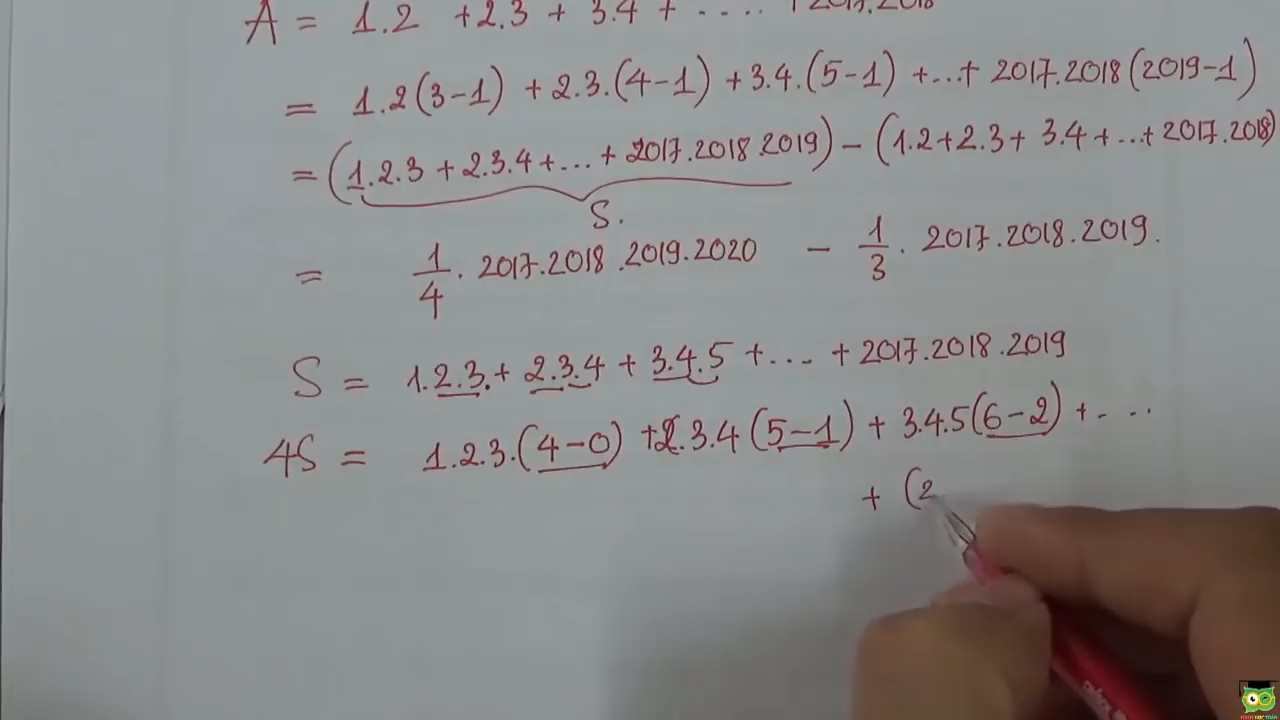 A = 1.2 +2.3 + 3.4 + .... + 2017.2018
= 1.2(3-1) +2.3.(4-1) +3.4.(5-1) +...+ 2017.2018(2019-1)
= (1.2.3 +2.3.4+...+ 2017.2018.2019) - (1.2+2.3+ 3.4+...+ 2017.2018)
S.
= 1/4 . 2017.2018.2019.2020 - 1/3 . 2017.2018.2019.
S = 1.2.3.+ 2.3.4 + 3.4.5 +.... + 2017.2018.2019
4S = 1.2.3.(4-0) +2.3.4(5-1) + 3.4.5(6-2) +....
+ (2